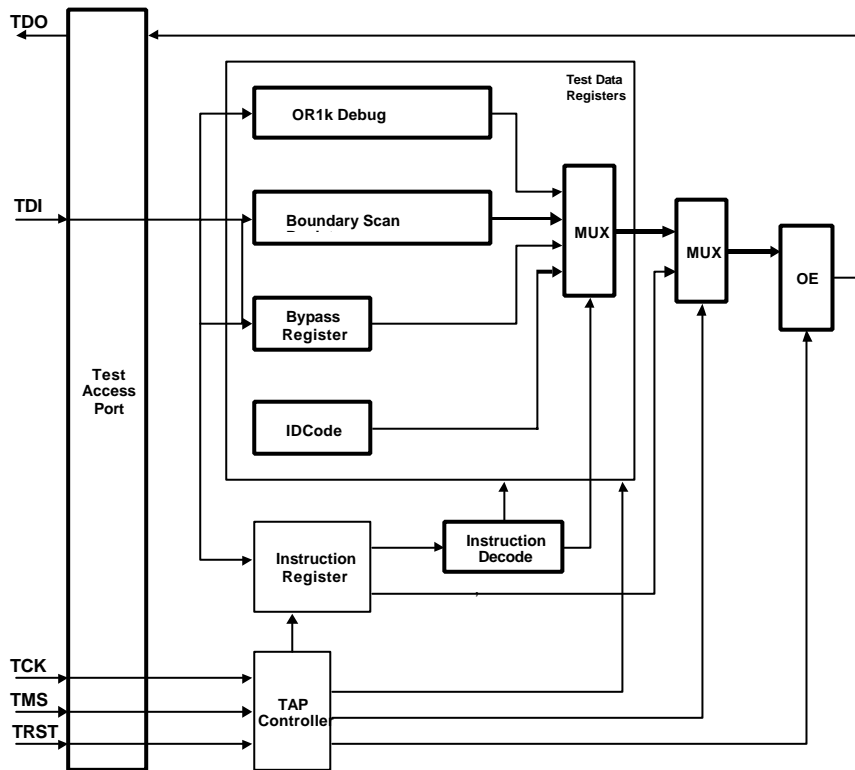 TDO
Test Data
Registers
OR1k Debug
TDI
Boundary Scan
MUX
MUX
OE
Bypass
Register
Test
Access
Port
IDCode
Instruction
Decode
Instruction
Register
TCK
TMS
TRST
TAP
Controller